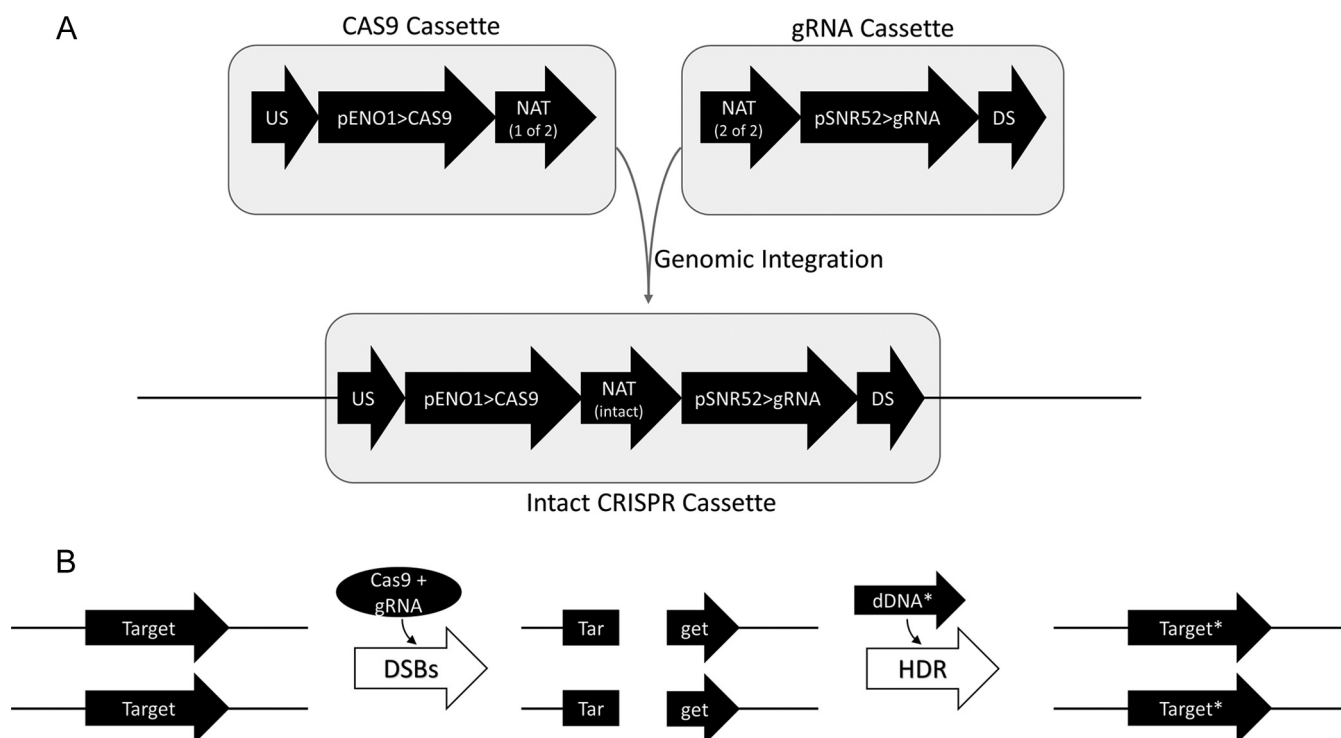 A
CAS9 Cassette
gRNA Cassette
US
pENO1>CAS9
NAT
(1 of 2)
NAT
(2 of 2)
pSNR52>gRNA
DS
Genomic Integration
US
pENO1>CAS9
NAT
(intact)
pSNR52>gRNA
DS
Intact CRISPR Cassette
B
Target
Cas9 +
gRNA
DSBs
Tar
get
dDNA*
HDR
Target*
Target
Tar
get
Target*